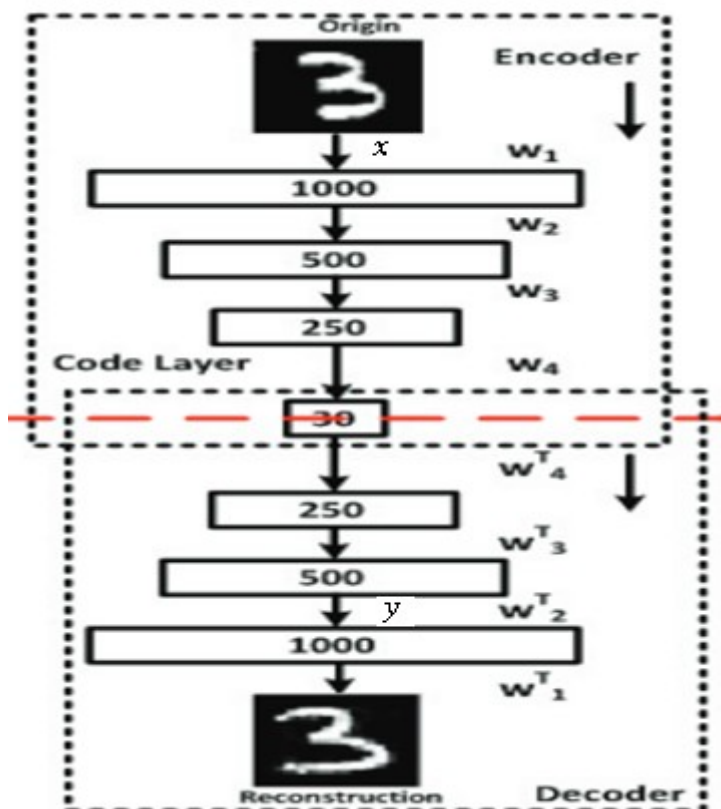 Origin
Encoder
x
W₁
1000
W₂
500
W₃
250
Code Layer
W₄
30
Wᵀ₄
250
Wᵀ₃
500
y
Wᵀ₂
1000
Wᵀ₁
Reconstruction
Decoder